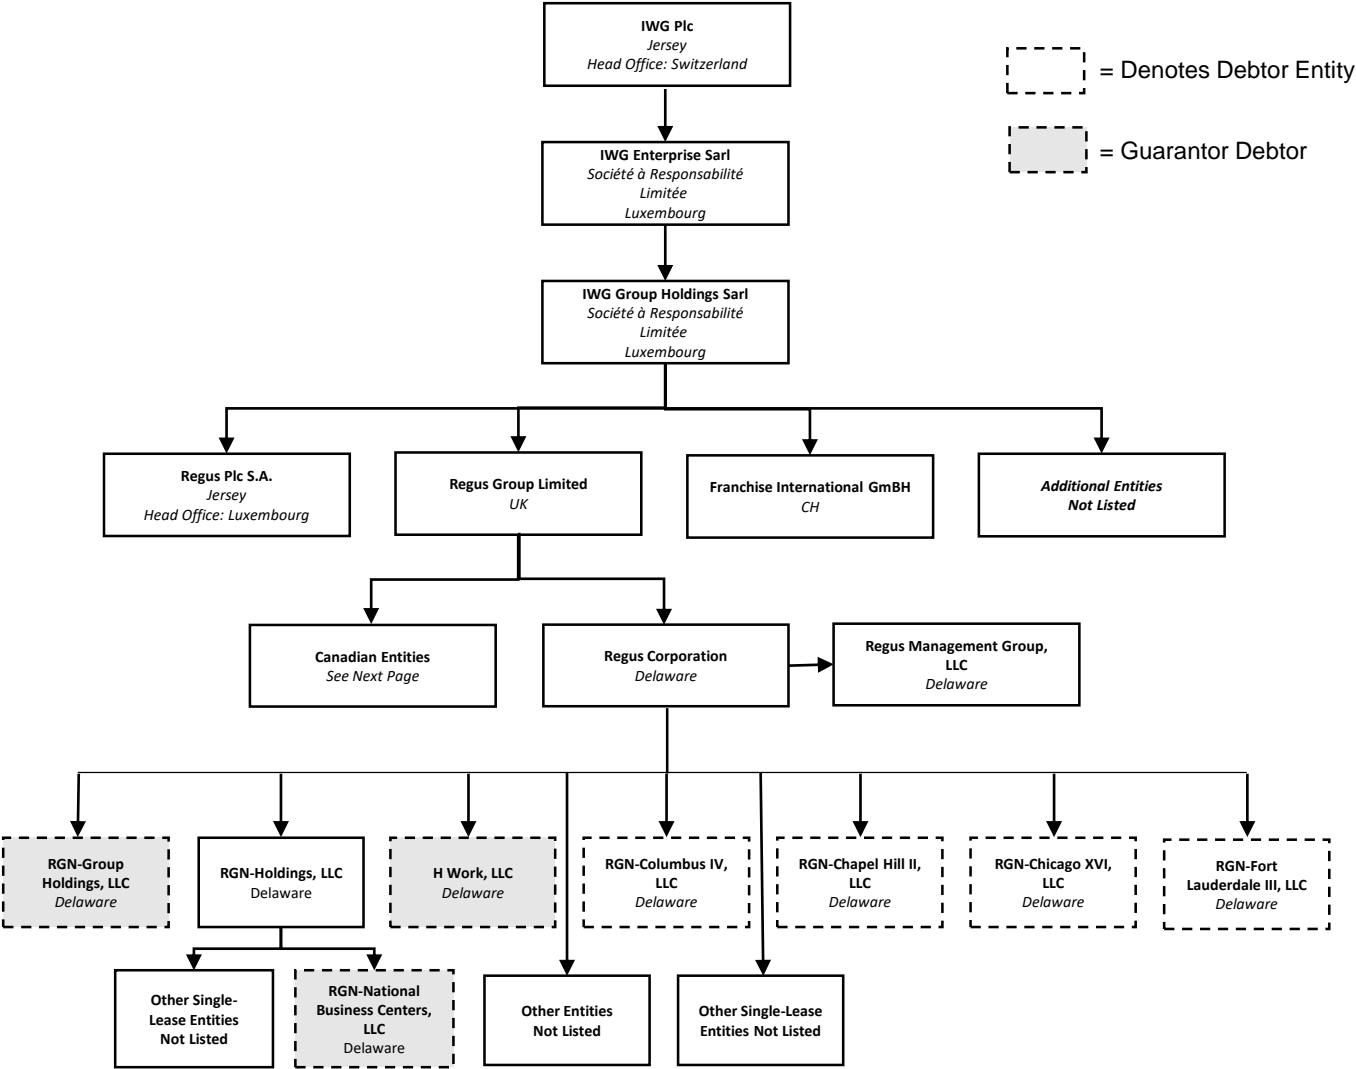 IWG Plc
Jersey
Head Office: Switzerland
= Denotes Debtor Entity
= Guarantor Debtor
IWG Enterprise Sarl
Société à Responsabilité
Limitée
Luxembourg
IWG Group Holdings Sarl
Société à Responsabilité
Limitée
Luxembourg
Regus Plc S.A.
Jersey
Head Office: Luxembourg
Regus Group Limited
UK
Franchise International GmBH
CH
Additional Entities
Not Listed
Canadian Entities
See Next Page
Regus Corporation
Delaware
Regus Management Group,
LLC
Delaware
RGN-Group
Holdings, LLC
Delaware
RGN-Holdings, LLC
Delaware
H Work, LLC
Delaware
RGN-Columbus IV,
LLC
Delaware
RGN-Chapel Hill II,
LLC
Delaware
RGN-Chicago XVI,
LLC
Delaware
RGN-Fort
Lauderdale III, LLC
Delaware
Other Single-
Lease Entities
Not Listed
RGN-National
Business Centers,
LLC
Delaware
Other Entities
Not Listed
Other Single-Lease
Entities Not Listed